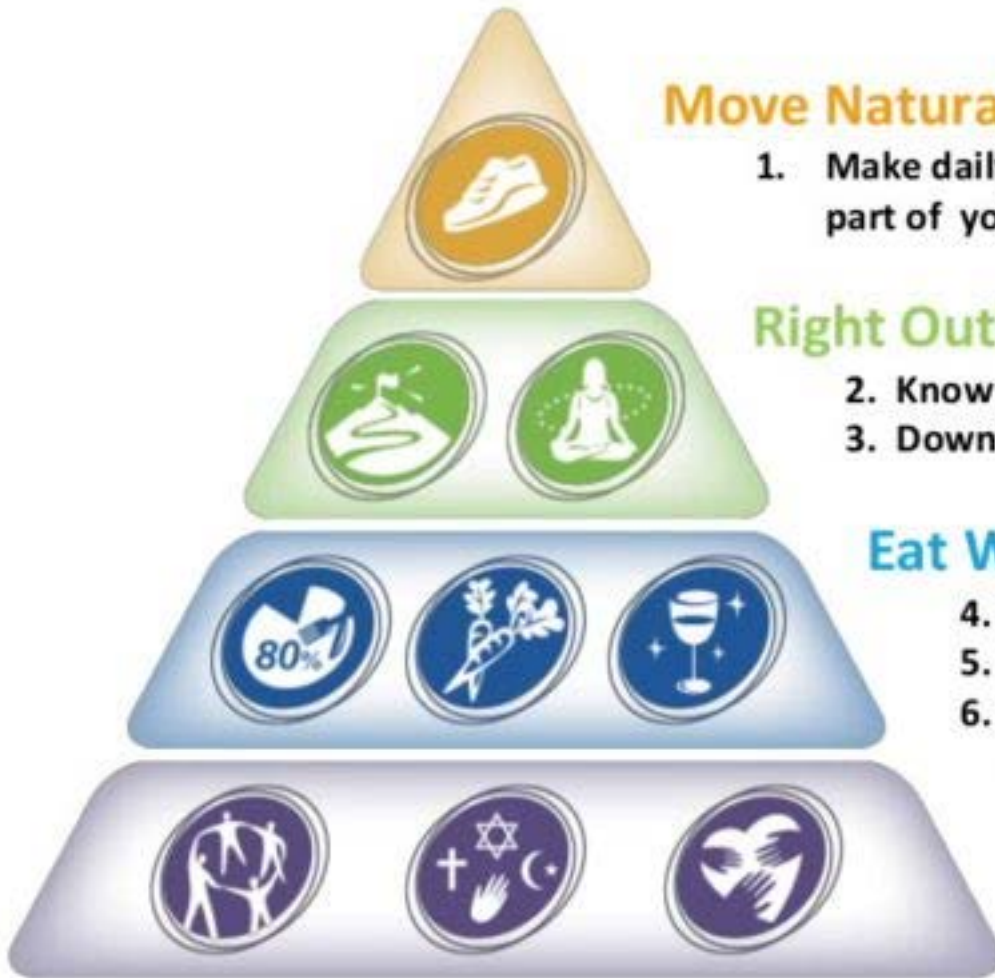 Move Natura
1. Make dail
part of yo
Right Out
2. Know
3. Down
Eat W
4.
5.
6.
80%